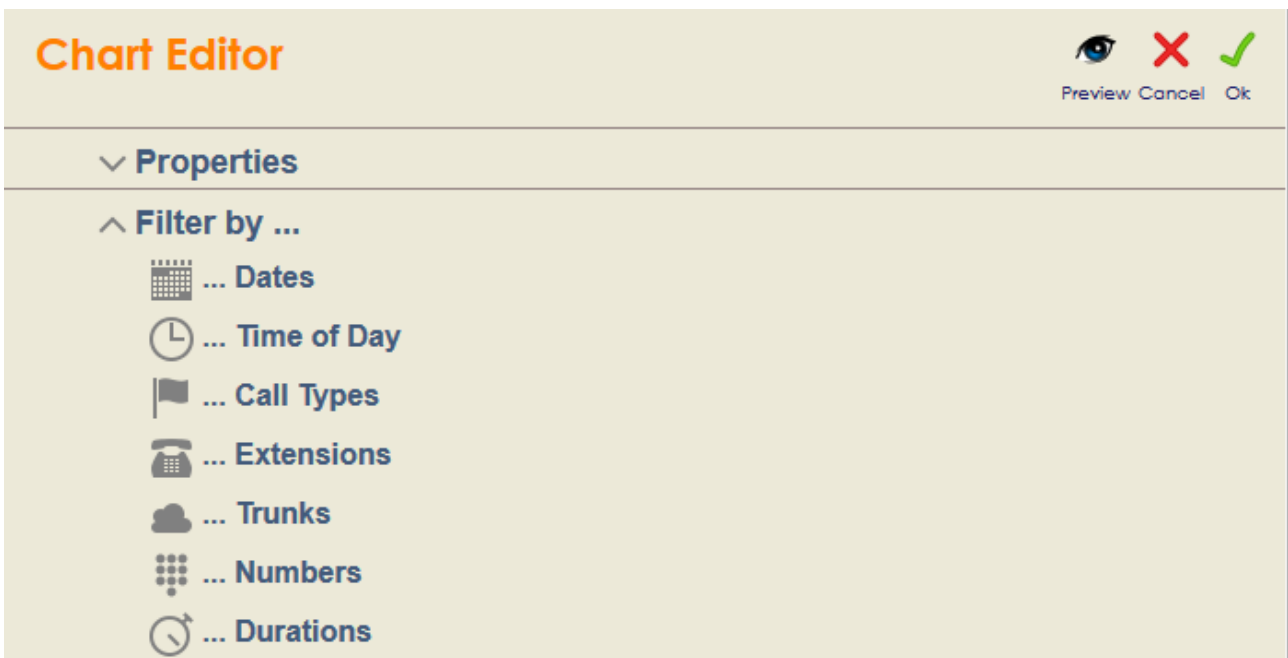 Chart Editor
Preview Cancel Ok
Properties
Filter by ...
... Dates
... Time of Day
... Call Types
... Extensions
... Trunks
... Numbers
... Durations